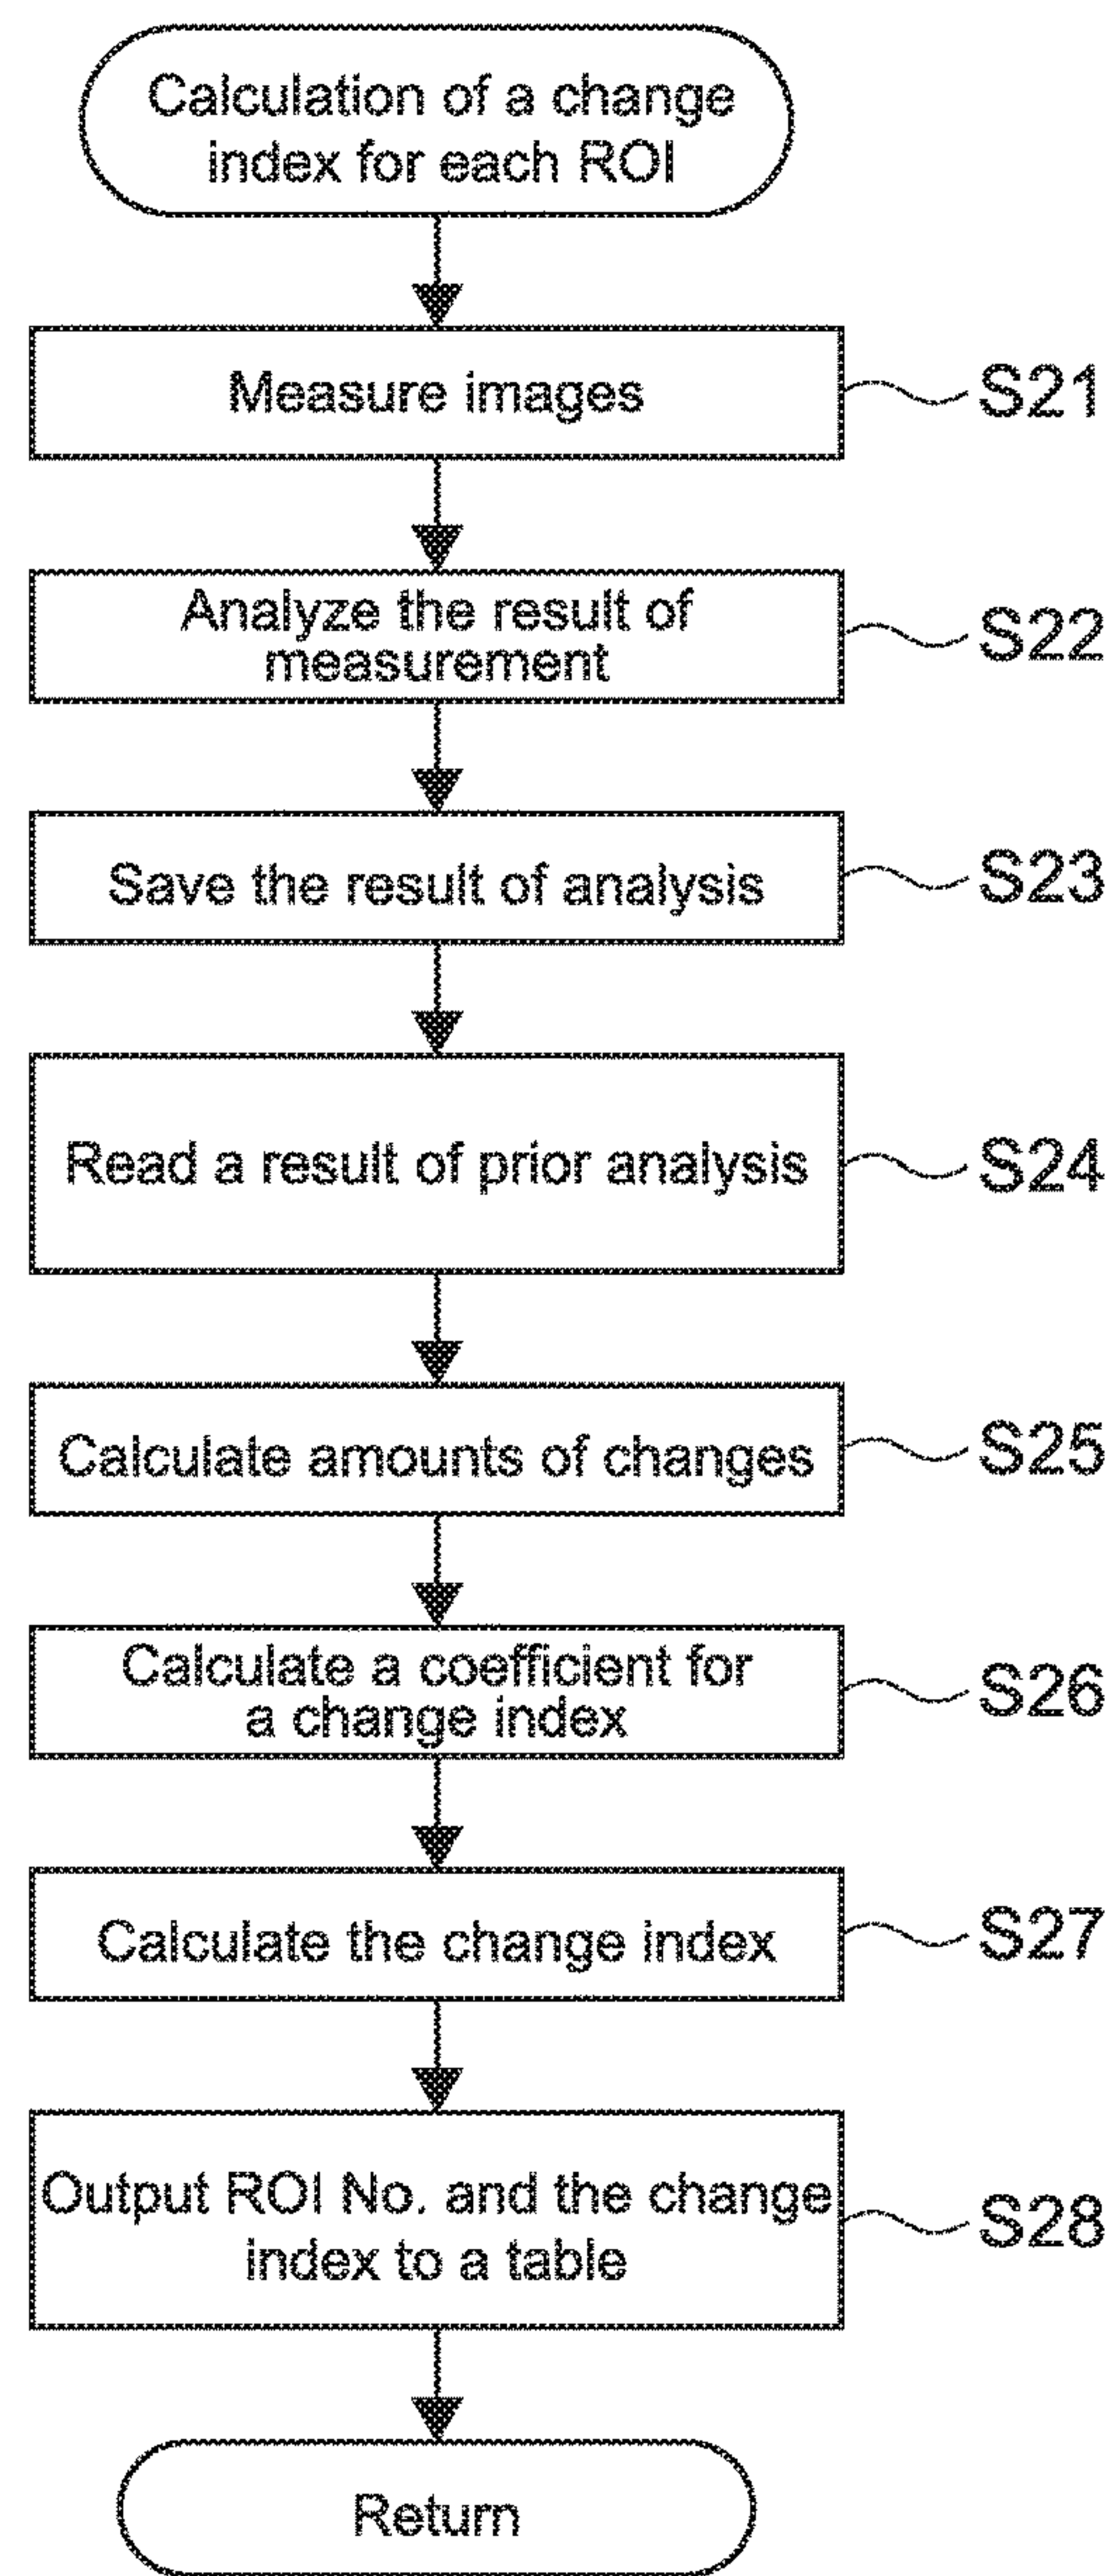 Calculation of a change
index for each ROI
Measure images
S21
Analyze the result of
measurement
S22
Save the result of analysis
S23
Read a result of prior analysis
S24
Calculate amounts of changes
S25
Calculate a coefficient for
a change index
S26
Calculate the change index
S27
Output ROI No. and the change
index to a table
S28
Return